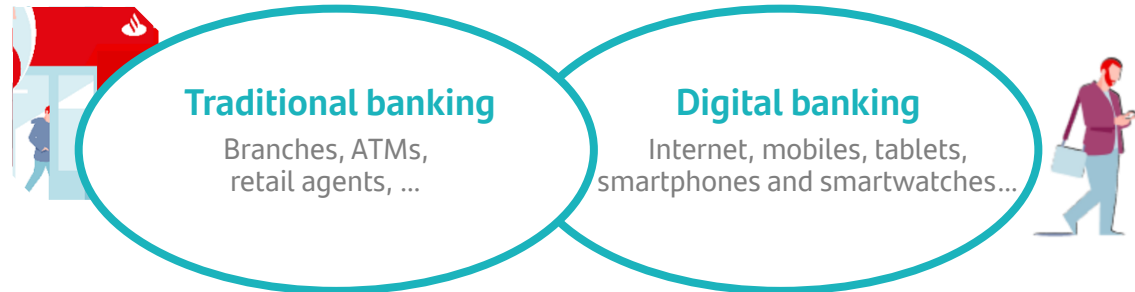 Traditional banking
Branches, ATMs,
retail agents, ...
Digital banking
Internet, mobiles, tablets,
smartphones and smartwatches...